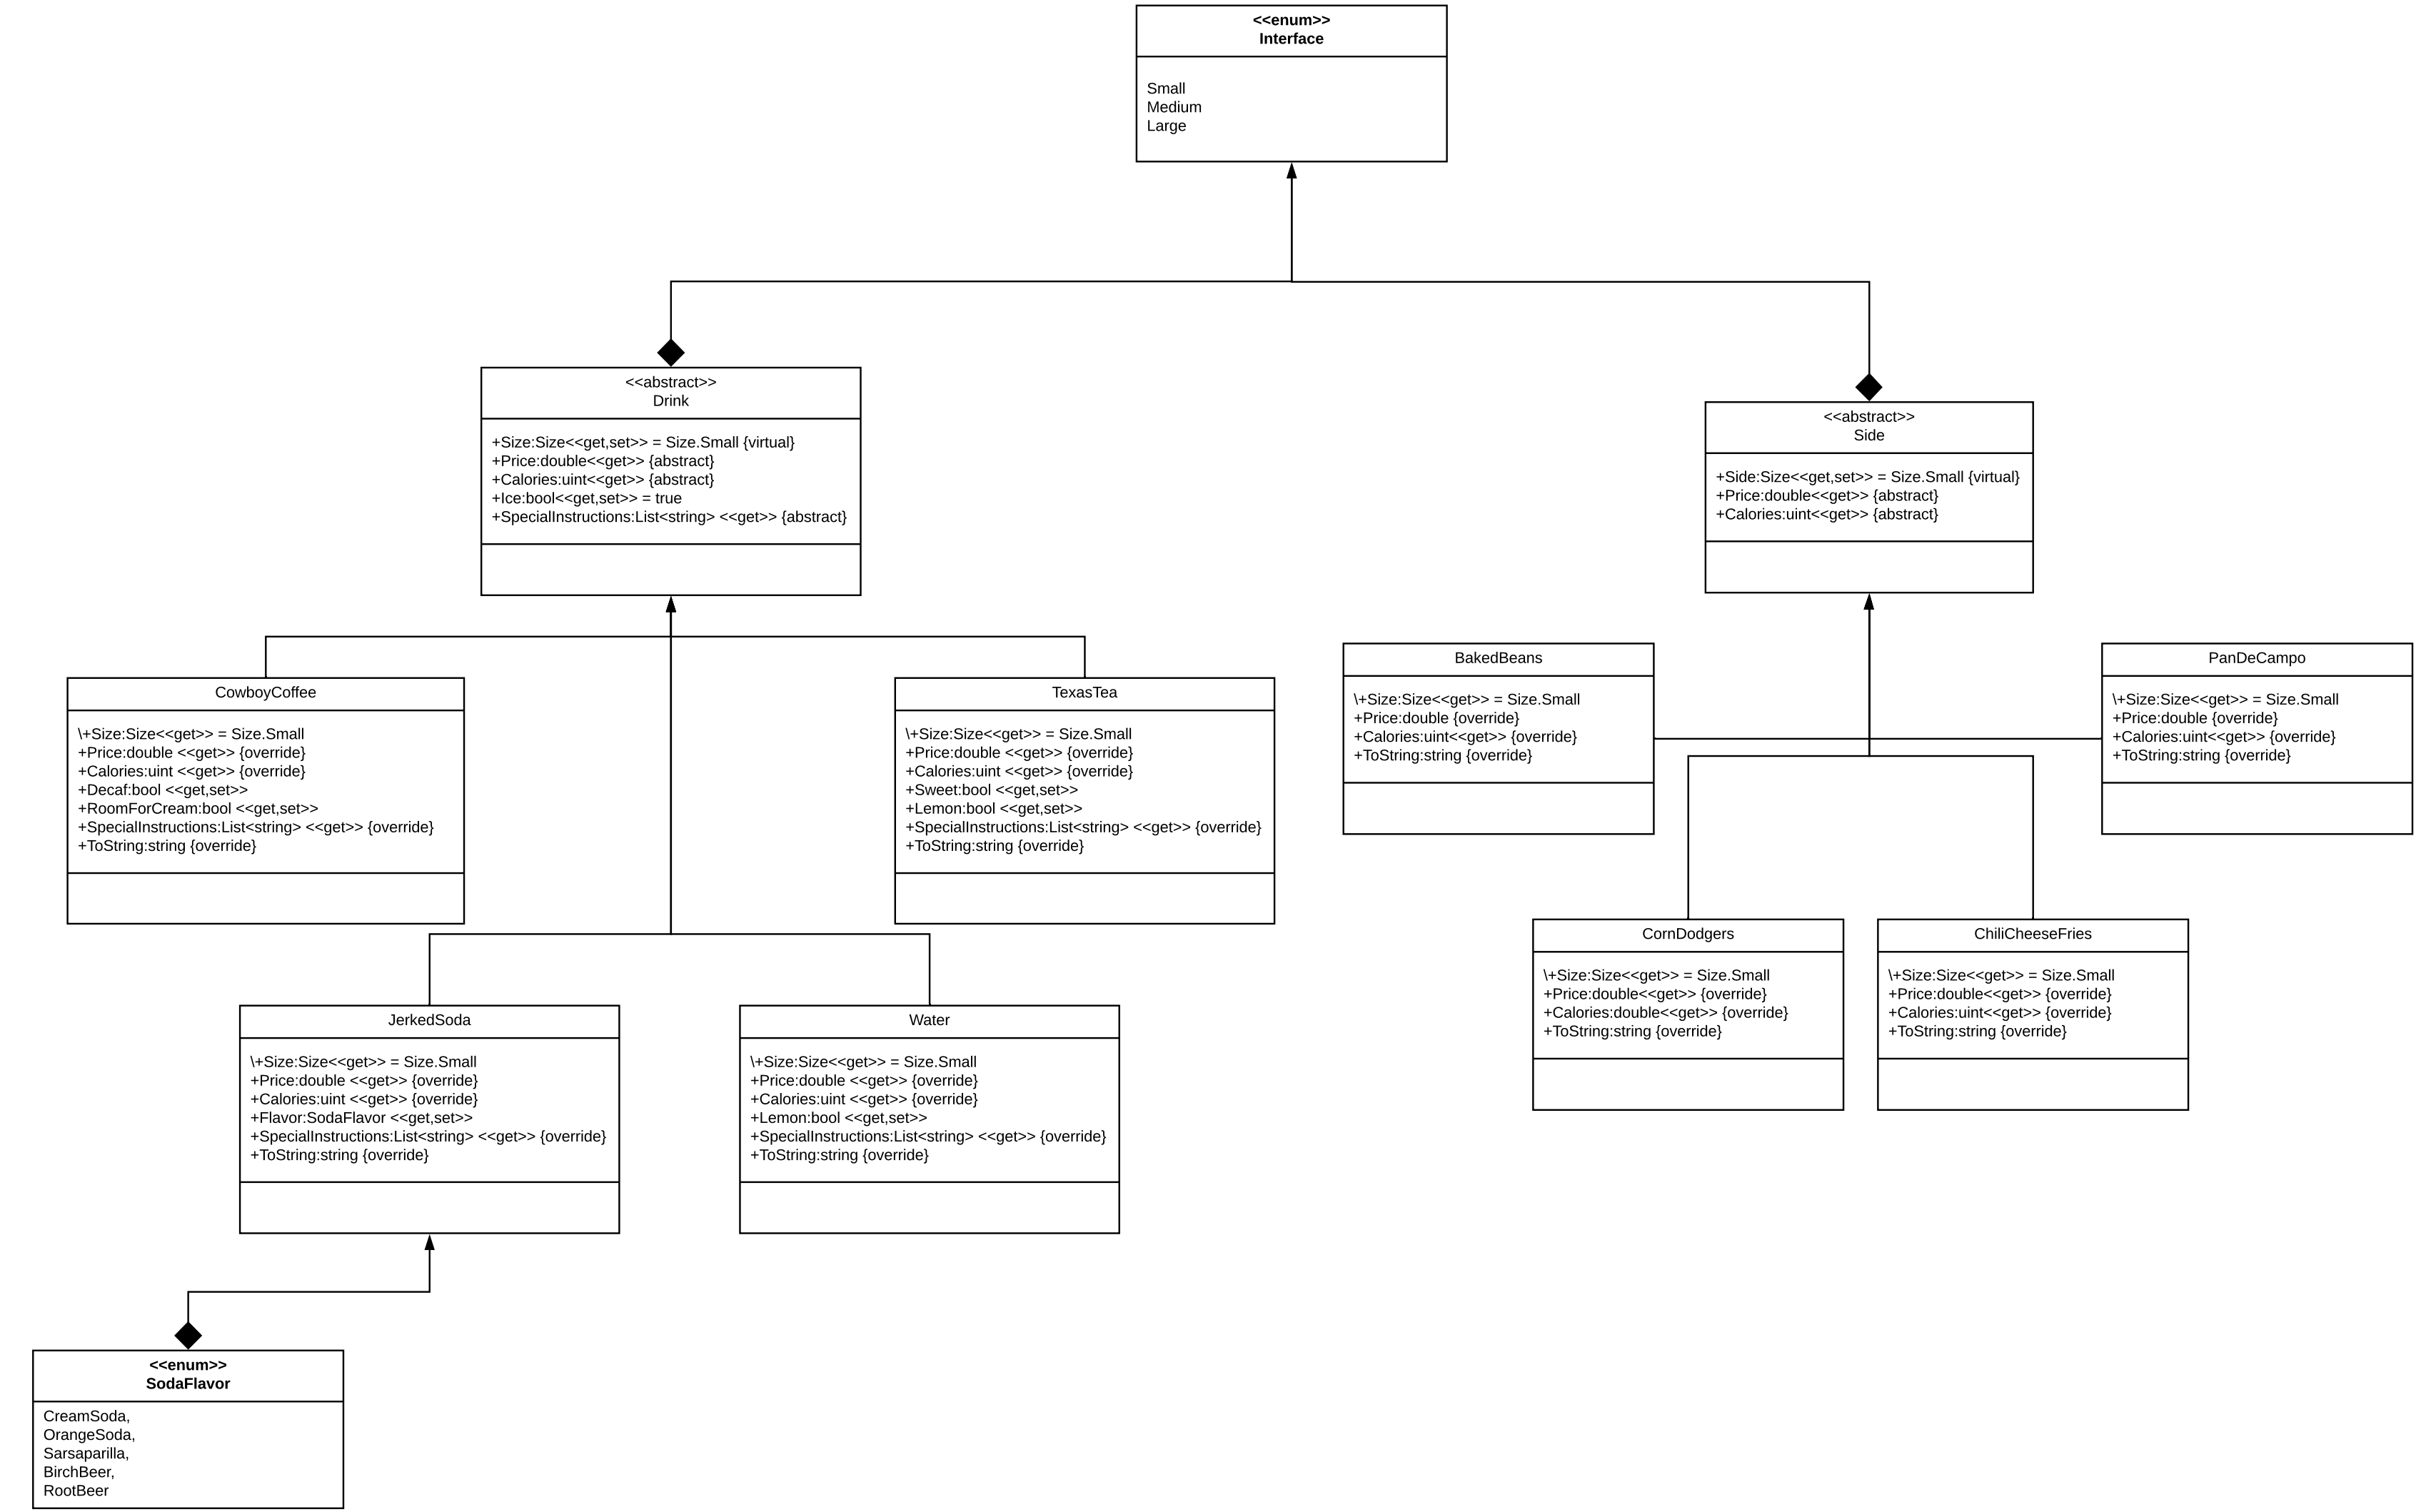 <<enum>>
Interface
Small
Medium
Large
<<abstract>>
Drink
+Size:Size<<get,set>> = Size.Small {virtual}
+Price:double<<get>> {abstract}
+Calories:uint<<get>> {abstract}
+Ice:bool<<get,set>> = true
+SpecialInstructions:List<string> <<get>> {abstract}
<<abstract>>
Side
+Side:Size<<get,set>> = Size.Small {virtual}
+Price:double<<get>> {abstract}
+Calories:uint<<get>> {abstract}
CowboyCoffee
\+Size:Size<<get>> = Size.Small
+Price:double <<get>> {override}
+Calories:uint <<get>> {override}
+Decaf:bool <<get,set>>
+RoomForCream:bool <<get,set>>
+SpecialInstructions:List<string> <<get>> {override}
+ToString:string {override}
TexasTea
\+Size:Size<<get>> = Size.Small
+Price:double <<get>> {override}
+Calories:uint <<get>> {override}
+Sweet:bool <<get,set>>
+Lemon:bool <<get,set>>
+SpecialInstructions:List<string> <<get>> {override}
+ToString:string {override}
BakedBeans
\+Size:Size<<get>> = Size.Small
+Price:double {override}
+Calories:uint<<get>> {override}
+ToString:string {override}
PanDeCampo
\+Size:Size<<get>> = Size.Small
+Price:double {override}
+Calories:uint<<get>> {override}
+ToString:string {override}
JerkedSoda
\+Size:Size<<get>> = Size.Small
+Price:double <<get>> {override}
+Calories:uint <<get>> {override}
+Flavor:SodaFlavor <<get,set>>
+SpecialInstructions:List<string> <<get>> {override}
+ToString:string {override}
Water
\+Size:Size<<get>> = Size.Small
+Price:double <<get>> {override}
+Calories:uint <<get>> {override}
+Lemon:bool <<get,set>>
+SpecialInstructions:List<string> <<get>> {override}
+ToString:string {override}
CornDodgers
\+Size:Size<<get>> = Size.Small
+Price:double<<get>> {override}
+Calories:double<<get>> {override}
+ToString:string {override}
ChiliCheeseFries
\+Size:Size<<get>> = Size.Small
+Price:double<<get>> {override}
+Calories:uint<<get>> {override}
+ToString:string {override}
<<enum>>
SodaFlavor
CreamSoda,
OrangeSoda,
Sarsaparilla,
BirchBeer,
RootBeer